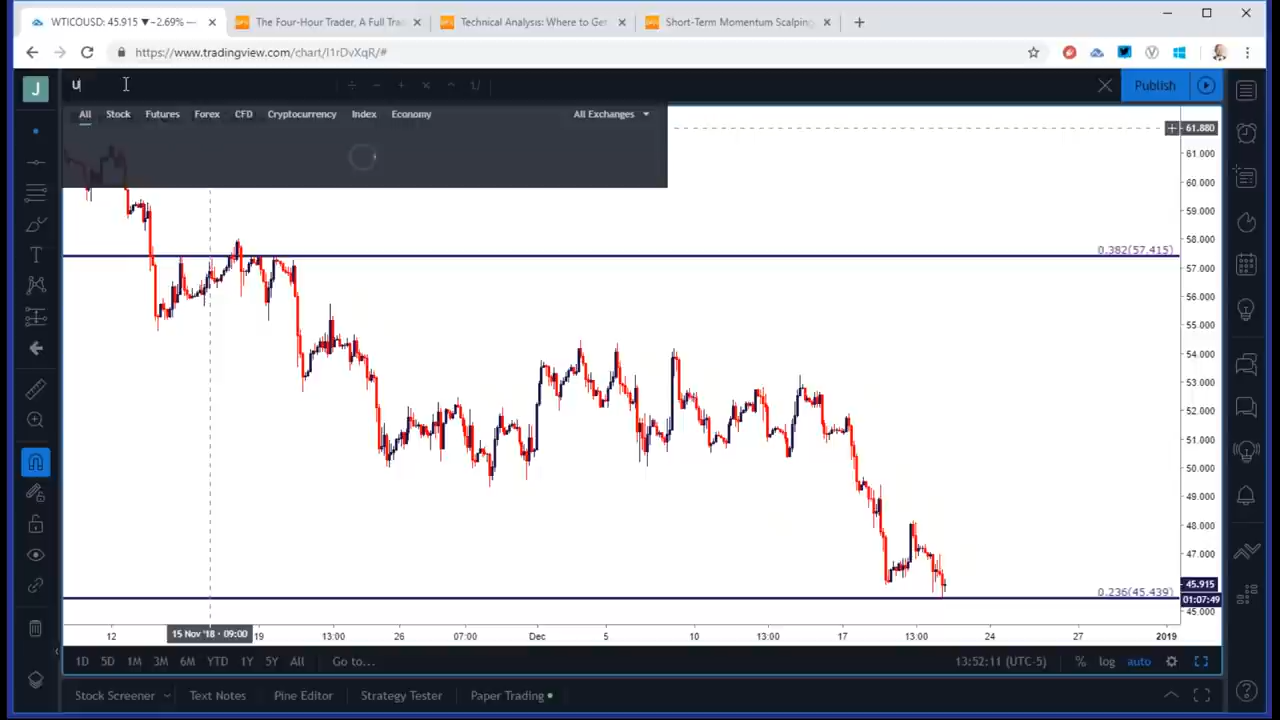 WTICOUSD: 45.915 ▼−2.69% —
The Four-Hour Trader, A Full Tra
Technical Analysis: Where to Get
Short-Term Momentum Scalping
https://www.tradingview.com/chart/I1rDvXqR/#
J
U
÷ − + × ^ 1/
Publish
All Stock Futures Forex CFD Cryptocurrency Index Economy All Exchanges
61.880
61.000
60.000
59.000
58.000
0.382(57.415)
57.000
56.000
55.000
54.000
53.000
52.000
51.000
50.000
49.000
48.000
47.000
45.915
0.236(45.439)
01:07:49
45.000
12 15 Nov '18 - 09:00 19 13:00 26 07:00 Dec 5 10 13:00 17 13:00 24 27 2019
1D 5D 1M 3M 6M YTD 1Y 5Y All Go to... 13:52:11 (UTC-5) % log auto
Stock Screener Text Notes Pine Editor Strategy Tester Paper Trading